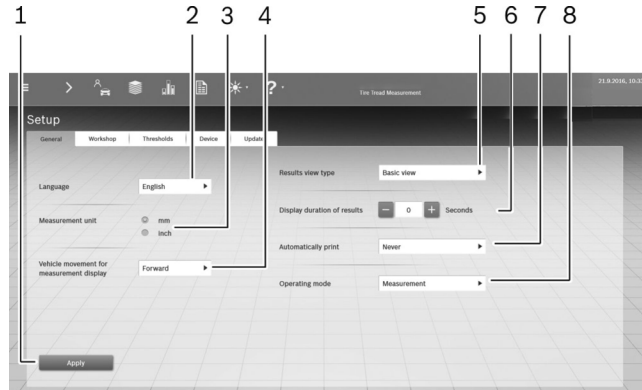 1 2 3 4 5 6 7 8
21.9.2016, 10:33
Tire Tread Measurement
Setup
General Workshop Thresholds Device Update
Language English
Measurement unit mm
inch
Vehicle movement for
measurement display Forward
Results view type Basic view
Display duration of results − 0 + Seconds
Automatically print Never
Operating mode Measurement
Apply